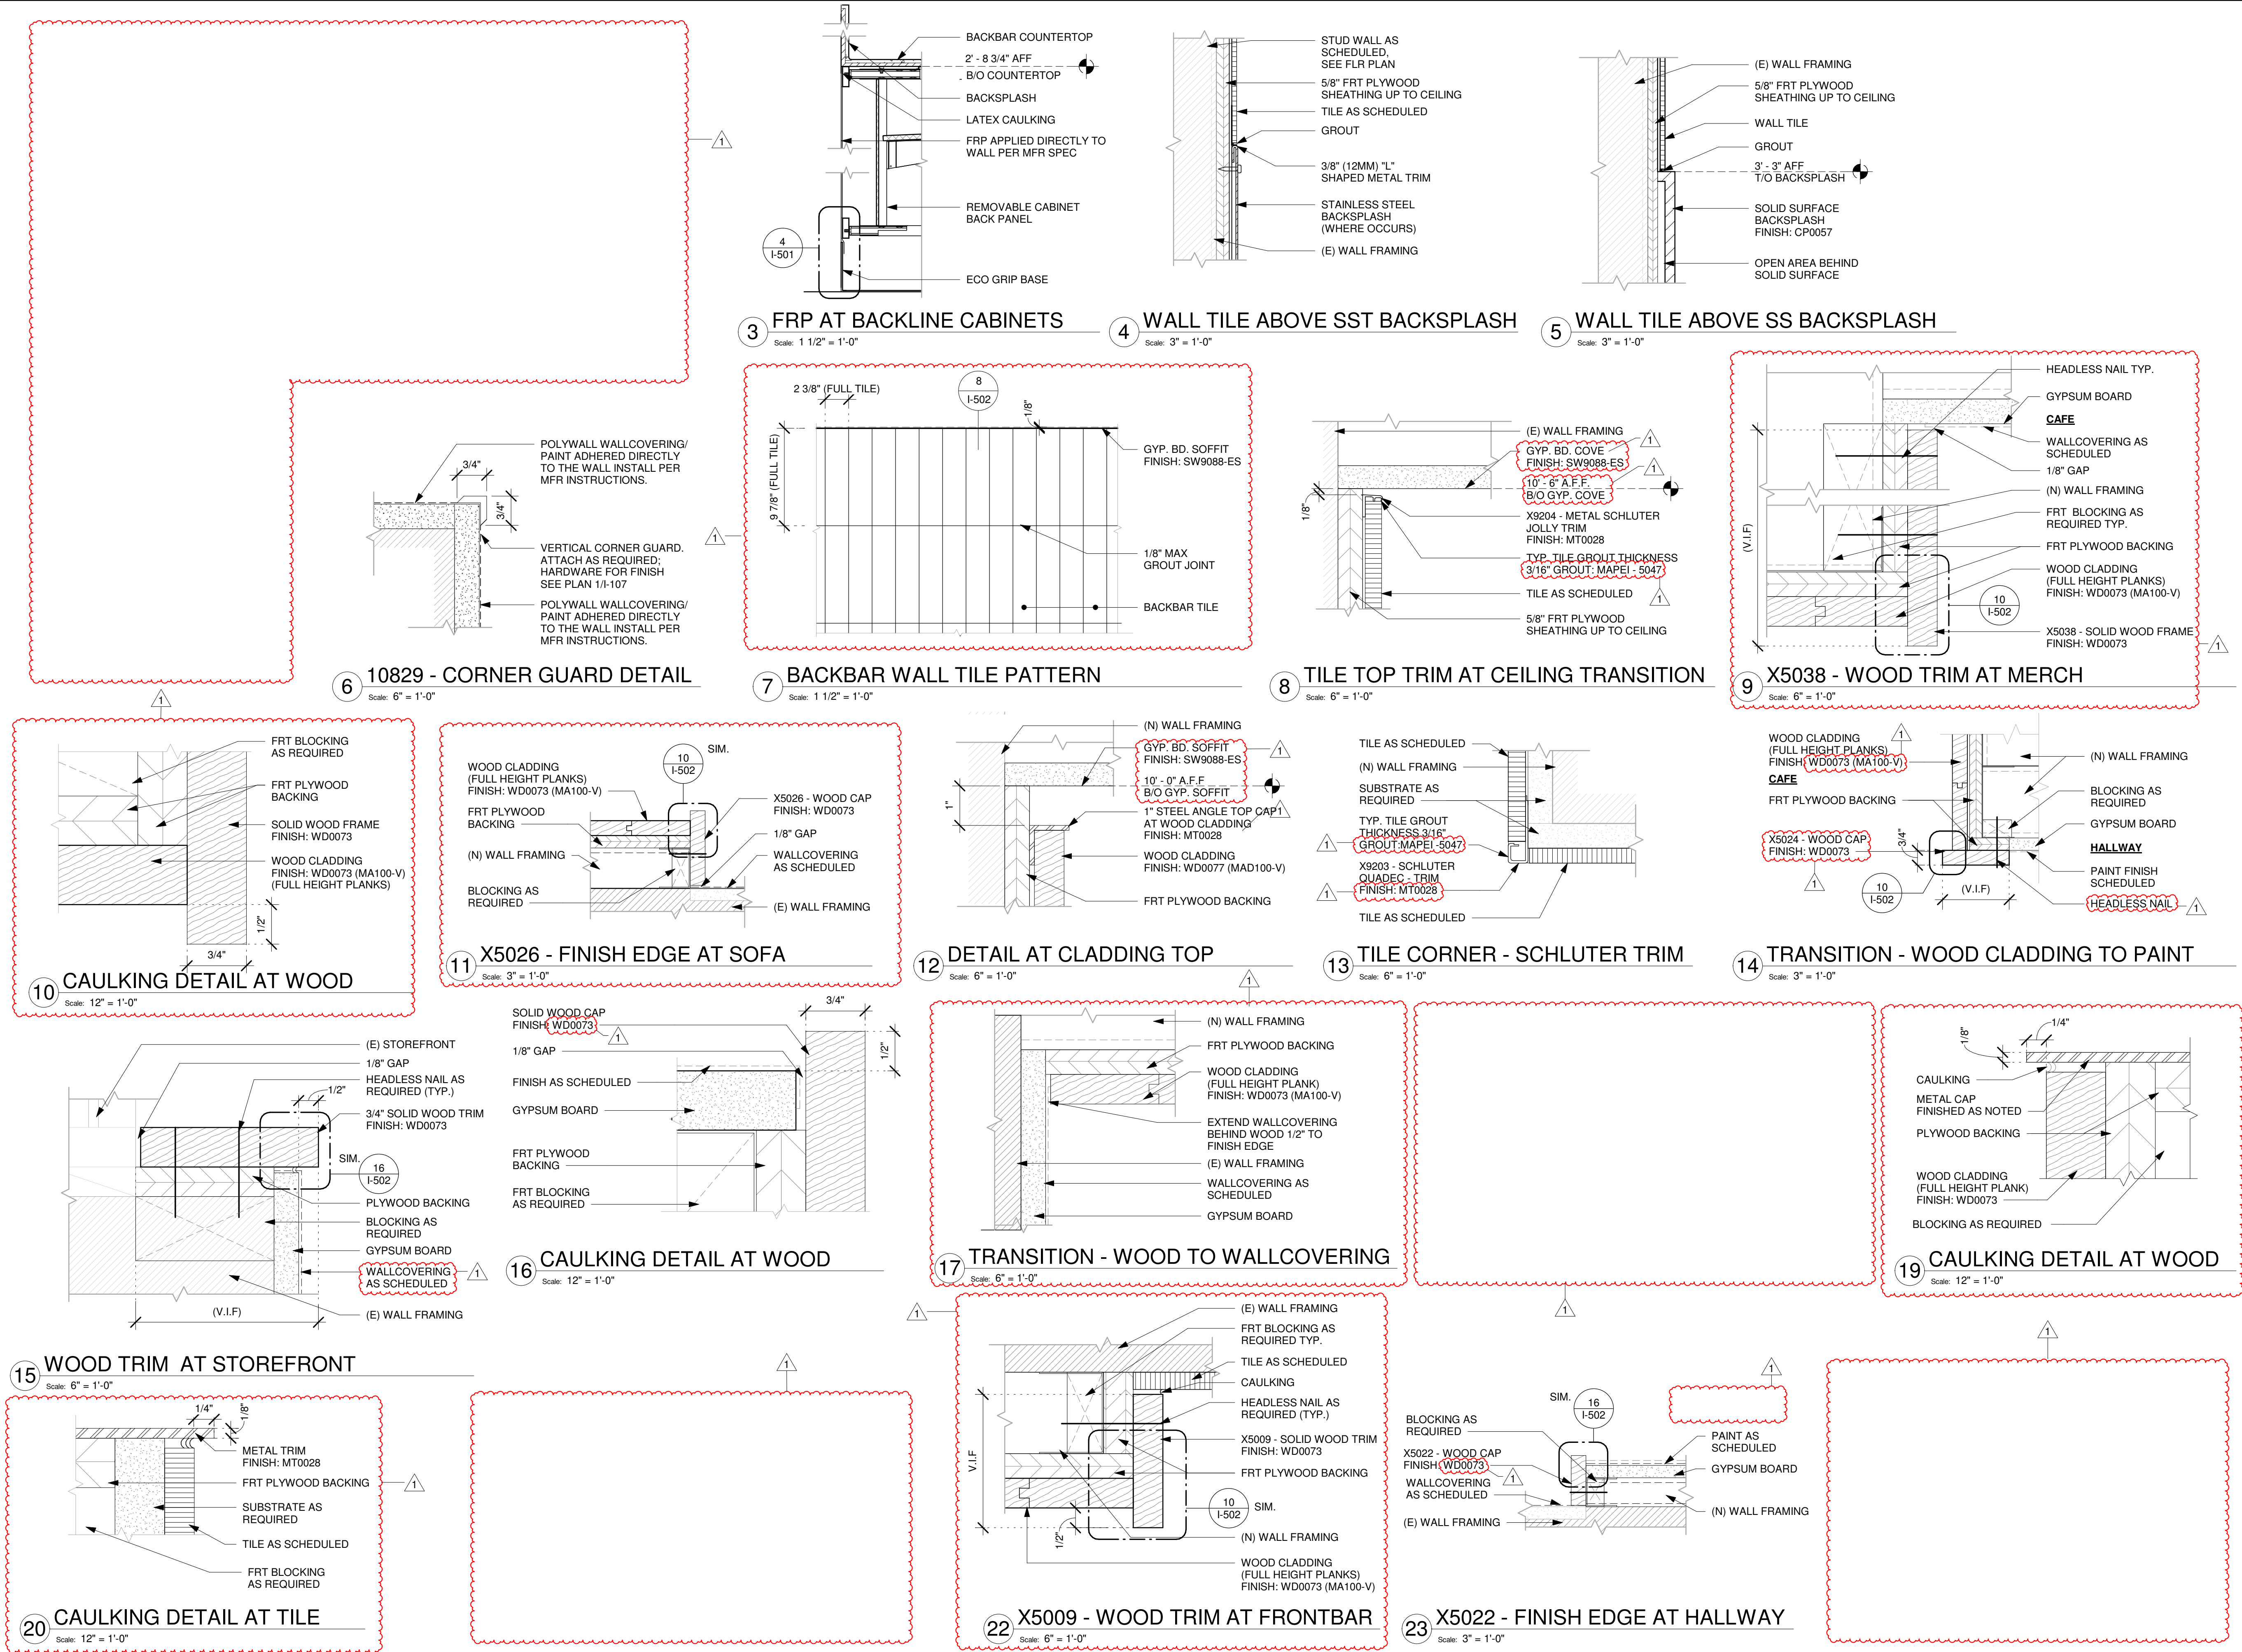 1
BACKBAR COUNTERTOP
2' - 8 3/4" AFF
B/O COUNTERTOP
BACKSPLASH
LATEX CAULKING
FRP APPLIED DIRECTLY TO
WALL PER MFR SPEC
REMOVABLE CABINET
BACK PANEL
4
I-501
ECO GRIP BASE
3 FRP AT BACKLINE CABINETS
Scale: 1 1/2" = 1'-0"
STUD WALL AS
SCHEDULED,
SEE FLR PLAN
5/8" FRT PLYWOOD
SHEATHING UP TO CEILING
TILE AS SCHEDULED
GROUT
3/8" (12MM) "L"
SHAPED METAL TRIM
STAINLESS STEEL
BACKSPLASH
(WHERE OCCURS)
(E) WALL FRAMING
4 WALL TILE ABOVE SST BACKSPLASH
Scale: 3" = 1'-0"
(E) WALL FRAMING
5/8" FRT PLYWOOD
SHEATHING UP TO CEILING
WALL TILE
GROUT
3' - 3" AFF
T/O BACKSPLASH
SOLID SURFACE
BACKSPLASH
FINISH: CP0057
OPEN AREA BEHIND
SOLID SURFACE
5 WALL TILE ABOVE SS BACKSPLASH
Scale: 3" = 1'-0"
POLYWALL WALLCOVERING/
PAINT ADHERED DIRECTLY
TO THE WALL INSTALL PER
MFR INSTRUCTIONS.
3/4"
3/4"
VERTICAL CORNER GUARD.
ATTACH AS REQUIRED;
HARDWARE FOR FINISH
SEE PLAN 1/I-107
POLYWALL WALLCOVERING/
PAINT ADHERED DIRECTLY
TO THE WALL INSTALL PER
MFR INSTRUCTIONS.
6 10829 - CORNER GUARD DETAIL
Scale: 6" = 1'-0"
2 3/8" (FULL TILE)
8
I-502
1/8"
9 7/8" (FULL TILE)
GYP. BD. SOFFIT
FINISH: SW9088-ES
1
1/8" MAX
GROUT JOINT
BACKBAR TILE
7 BACKBAR WALL TILE PATTERN
Scale: 1 1/2" = 1'-0"
(E) WALL FRAMING
GYP. BD. COVE
FINISH: SW9088-ES
1
10' - 6" A.F.F.
B/O GYP. COVE
1
1/8"
X9204 - METAL SCHLUTER
JOLLY TRIM
FINISH: MT0028
TYP. TILE GROUT THICKNESS
3/16" GROUT: MAPEI - 5047
TILE AS SCHEDULED
1
5/8" FRT PLYWOOD
SHEATHING UP TO CEILING
8 TILE TOP TRIM AT CEILING TRANSITION
Scale: 6" = 1'-0"
HEADLESS NAIL TYP.
GYPSUM BOARD
CAFE
WALLCOVERING AS
SCHEDULED
1/8" GAP
(N) WALL FRAMING
FRT BLOCKING AS
REQUIRED TYP.
(V.I.F)
FRT PLYWOOD BACKING
WOOD CLADDING
(FULL HEIGHT PLANKS)
FINISH: WD0073 (MA100-V)
10
I-502
X5038 - SOLID WOOD FRAME
FINISH: WD0073
1
9 X5038 - WOOD TRIM AT MERCH
Scale: 6" = 1'-0"
1
FRT BLOCKING
AS REQUIRED
FRT PLYWOOD
BACKING
SOLID WOOD FRAME
FINISH: WD0073
WOOD CLADDING
FINISH: WD0073 (MA100-V)
(FULL HEIGHT PLANKS)
1/2"
3/4"
10 CAULKING DETAIL AT WOOD
Scale: 12" = 1'-0"
10
I-502
SIM.
WOOD CLADDING
(FULL HEIGHT PLANKS)
FINISH: WD0073 (MA100-V)
FRT PLYWOOD
BACKING
(N) WALL FRAMING
BLOCKING AS
REQUIRED
X5026 - WOOD CAP
FINISH: WD0073
1/8" GAP
WALLCOVERING
AS SCHEDULED
(E) WALL FRAMING
11 X5026 - FINISH EDGE AT SOFA
Scale: 3" = 1'-0"
(N) WALL FRAMING
GYP. BD. SOFFIT
FINISH: SW9088-ES
1
10' - 0" A.F.F
B/O GYP. SOFFIT
1"
1" STEEL ANGLE TOP CAP1
AT WOOD CLADDING
FINISH: MT0028
WOOD CLADDING
FINISH: WD0077 (MAD100-V)
FRT PLYWOOD BACKING
12 DETAIL AT CLADDING TOP
Scale: 6" = 1'-0"
TILE AS SCHEDULED
(N) WALL FRAMING
SUBSTRATE AS
REQUIRED
TYP. TILE GROUT
THICKNESS 3/16"
GROUT:MAPEI -5047
1
X9203 - SCHLUTER
QUADEC - TRIM
FINISH: MT0028
1
TILE AS SCHEDULED
13 TILE CORNER - SCHLUTER TRIM
Scale: 6" = 1'-0"
WOOD CLADDING
(FULL HEIGHT PLANKS)
FINISH: WD0073 (MA100-V)
1
CAFE
FRT PLYWOOD BACKING
X5024 - WOOD CAP
FINISH: WD0073
1
3/4"
10
I-502
(V.I.F)
(N) WALL FRAMING
BLOCKING AS
REQUIRED
GYPSUM BOARD
HALLWAY
PAINT FINISH
SCHEDULED
HEADLESS NAIL
1
14 TRANSITION - WOOD CLADDING TO PAINT
Scale: 3" = 1'-0"
(E) STOREFRONT
1/8" GAP
HEADLESS NAIL AS
REQUIRED (TYP.)
1/2"
3/4" SOLID WOOD TRIM
FINISH: WD0073
SIM.
16
I-502
PLYWOOD BACKING
BLOCKING AS
REQUIRED
GYPSUM BOARD
WALLCOVERING
AS SCHEDULED
1
(V.I.F)
(E) WALL FRAMING
15 WOOD TRIM AT STOREFRONT
Scale: 6" = 1'-0"
SOLID WOOD CAP
FINISH: WD0073
1
3/4"
1/2"
1/8" GAP
FINISH AS SCHEDULED
GYPSUM BOARD
FRT PLYWOOD
BACKING
FRT BLOCKING
AS REQUIRED
16 CAULKING DETAIL AT WOOD
Scale: 12" = 1'-0"
1
(N) WALL FRAMING
FRT PLYWOOD BACKING
WOOD CLADDING
(FULL HEIGHT PLANK)
FINISH: WD0073 (MA100-V)
EXTEND WALLCOVERING
BEHIND WOOD 1/2" TO
FINISH EDGE
(E) WALL FRAMING
WALLCOVERING AS
SCHEDULED
GYPSUM BOARD
17 TRANSITION - WOOD TO WALLCOVERING
Scale: 6" = 1'-0"
1
1/8"
1/4"
CAULKING
METAL CAP
FINISHED AS NOTED
PLYWOOD BACKING
WOOD CLADDING
(FULL HEIGHT PLANK)
FINISH: WD0073
BLOCKING AS REQUIRED
19 CAULKING DETAIL AT WOOD
Scale: 12" = 1'-0"
1/4"
1/8"
METAL TRIM
FINISH: MT0028
FRT PLYWOOD BACKING
1
SUBSTRATE AS
REQUIRED
TILE AS SCHEDULED
FRT BLOCKING
AS REQUIRED
20 CAULKING DETAIL AT TILE
Scale: 12" = 1'-0"
1
1
(E) WALL FRAMING
FRT BLOCKING AS
REQUIRED TYP.
TILE AS SCHEDULED
CAULKING
HEADLESS NAIL AS
REQUIRED (TYP.)
X5009 - SOLID WOOD TRIM
FINISH: WD0073
V.I.F
FRT PLYWOOD BACKING
10
I-502
SIM.
1/2"
(N) WALL FRAMING
WOOD CLADDING
(FULL HEIGHT PLANKS)
FINISH: WD0073 (MA100-V)
22 X5009 - WOOD TRIM AT FRONTBAR
Scale: 6" = 1'-0"
1
SIM.
16
I-502
BLOCKING AS
REQUIRED
X5022 - WOOD CAP
FINISH: WD0073
1
WALLCOVERING
AS SCHEDULED
(E) WALL FRAMING
PAINT AS
SCHEDULED
GYPSUM BOARD
(N) WALL FRAMING
23 X5022 - FINISH EDGE AT HALLWAY
Scale: 3" = 1'-0"
1